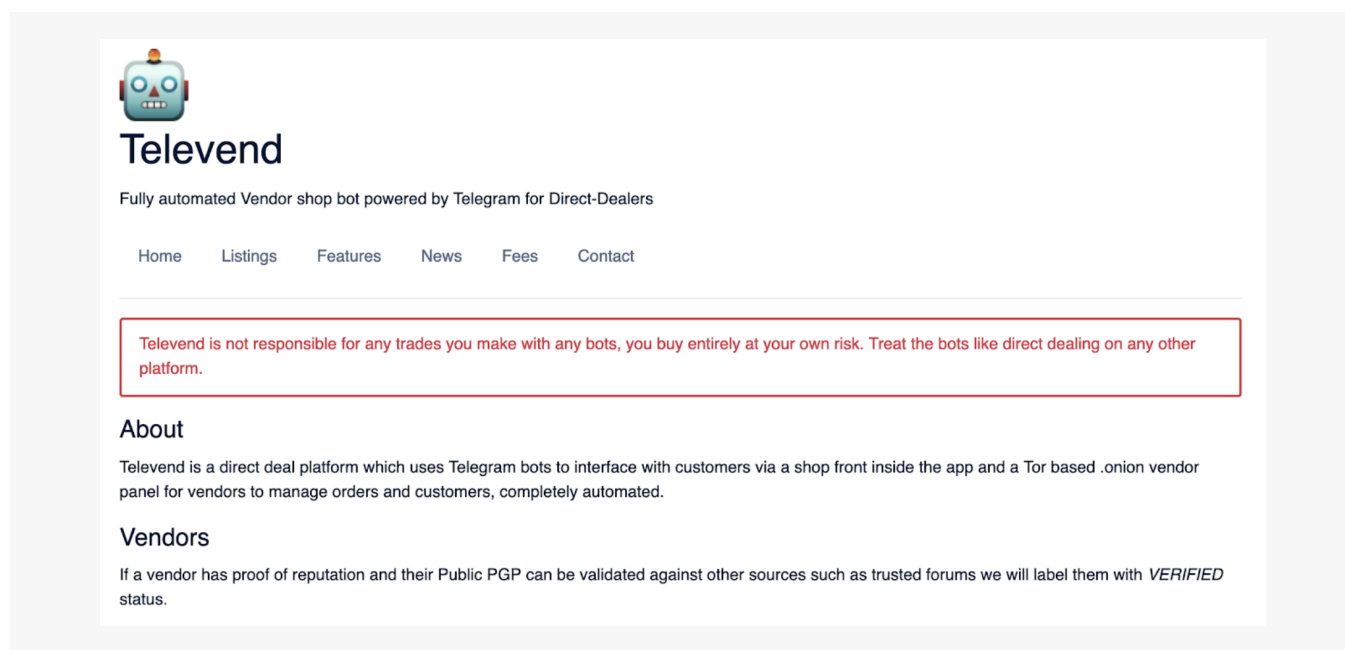 Televend
Fully automated Vendor shop bot powered by Telegram for Direct-Dealers
Home Listings Features News Fees Contact
Televend is not responsible for any trades you make with any bots, you buy entirely at your own risk. Treat the bots like direct dealing on any other
platform.
About
Televend is a direct deal platform which uses Telegram bots to interface with customers via a shop front inside the app and a Tor based .onion vendor
panel for vendors to manage orders and customers, completely automated.
Vendors
If a vendor has proof of reputation and their Public PGP can be validated against other sources such as trusted forums we will label them with VERIFIED
status.